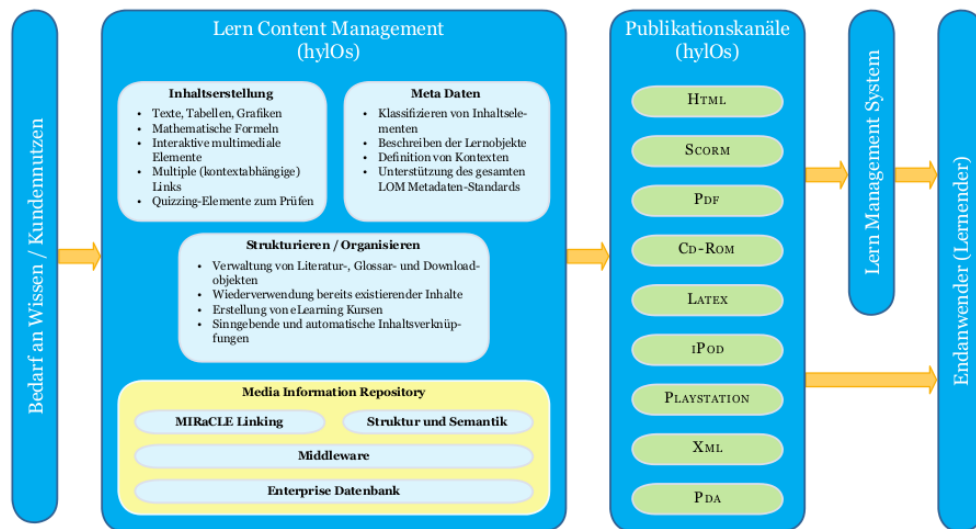 Bedarf an Wissen / Kundennutzen
Lern Content Management
(hylOs)
Inhaltserstellung
• Texte, Tabellen, Grafiken
• Mathematische Formeln
• Interaktive multimediale
Elemente
• Multiple (kontextabhängige)
Links
• Quizzing-Elemente zum Prüfen
Meta Daten
• Klassifizieren von Inhaltsele-
menten
• Beschreiben der Lernobjekte
• Definition von Kontexten
• Unterstützung des gesamten
LOM Metadaten-Standards
Strukturieren / Organisieren
• Verwaltung von Literatur-, Glossar- und Download-
objekten
• Wiederverwendung bereits existierender Inhalte
• Erstellung von eLearning Kursen
• Sinngebende und automatische Inhaltsverknüp-
fungen
Media Information Repository
MIRaCLE Linking
Struktur und Semantik
Middleware
Enterprise Datenbank
Publikationskanäle
(hylOs)
HTML
SCORM
PDF
CD-ROM
LATEX
IPOD
PLAYSTATION
XML
PDA
Lern Management System
Endanwender (Lernender)